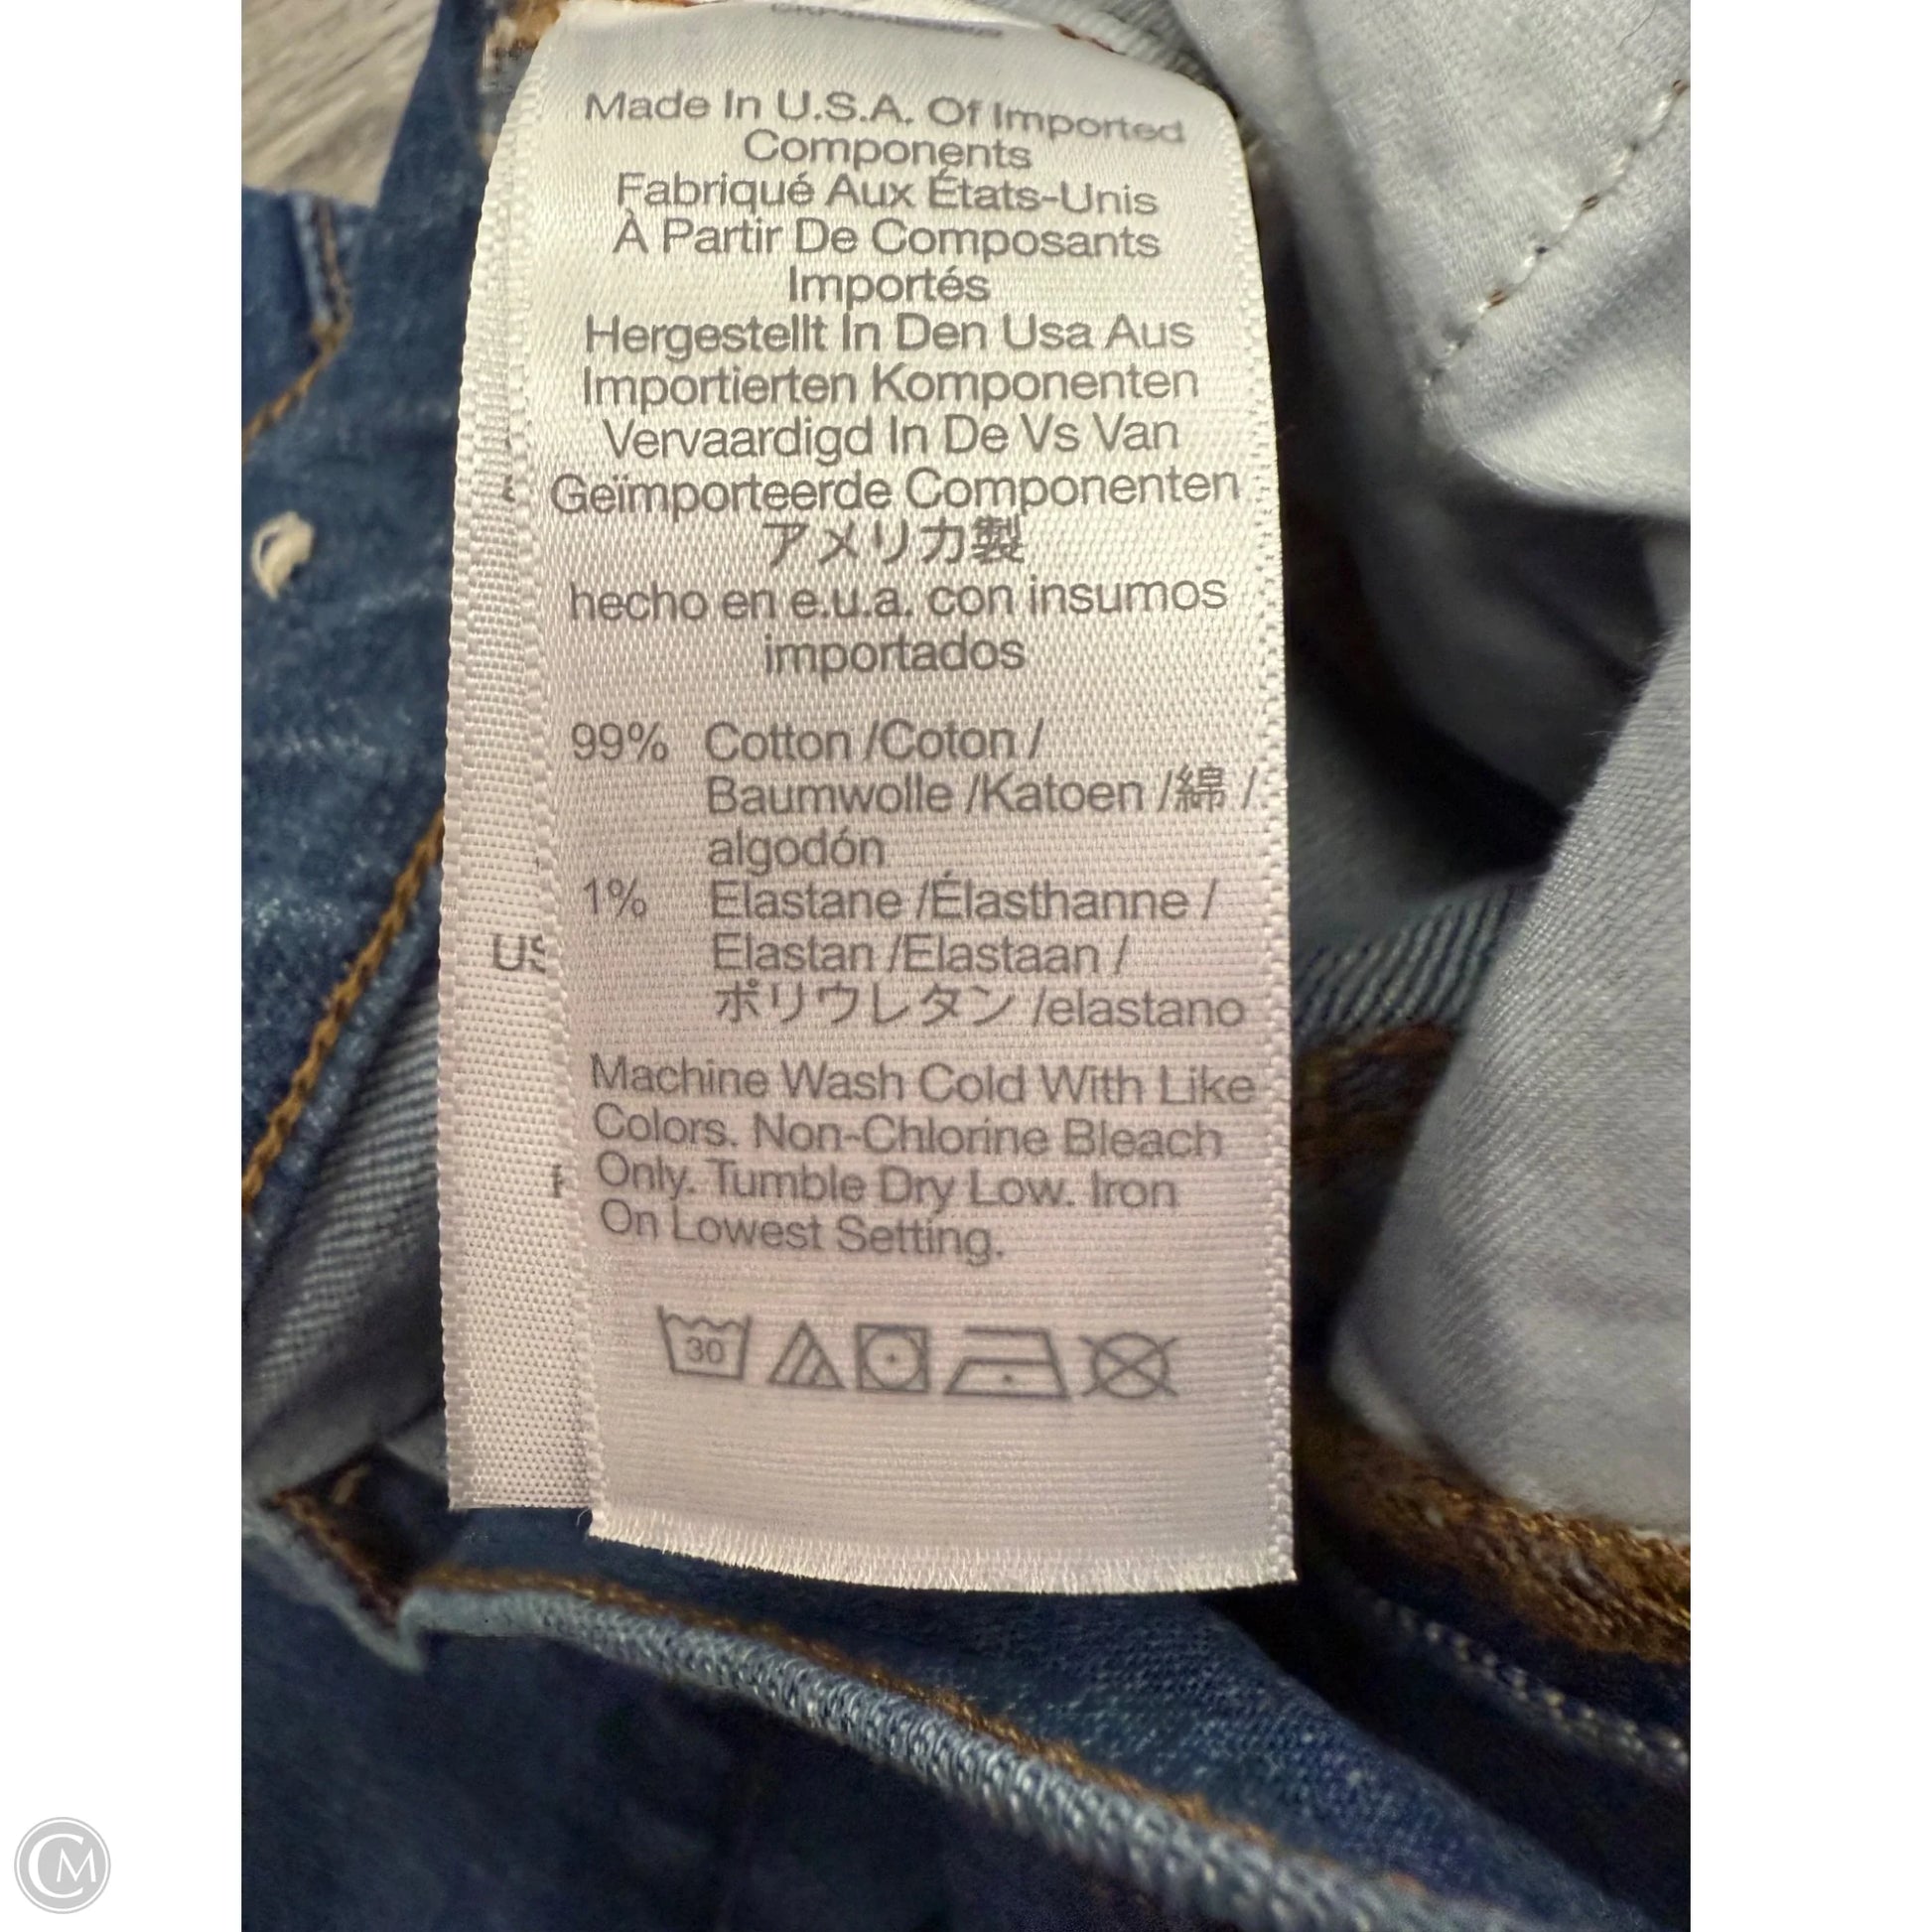 Made In U.S.A. Of Imported
Components
Fabriqué Aux États-Unis
À Partir De Composants
Importés
Hergestellt In Den Usa Aus
Importierten Komponenten
Vervaardigd In De Vs Van
Geïmporteerde Componenten
アメリカ製
hecho en e.u.a. con insumos
importados
99% Cotton /Coton /
Baumwolle /Katoen /綿 /
algodón
1% Elastane /Élasthanne /
Elastan /Elastaan /
ポリウレタン /elastano
US
Machine Wash Cold With Like
Colors. Non-Chlorine Bleach
Only. Tumble Dry Low. Iron
On Lowest Setting.
30
CM